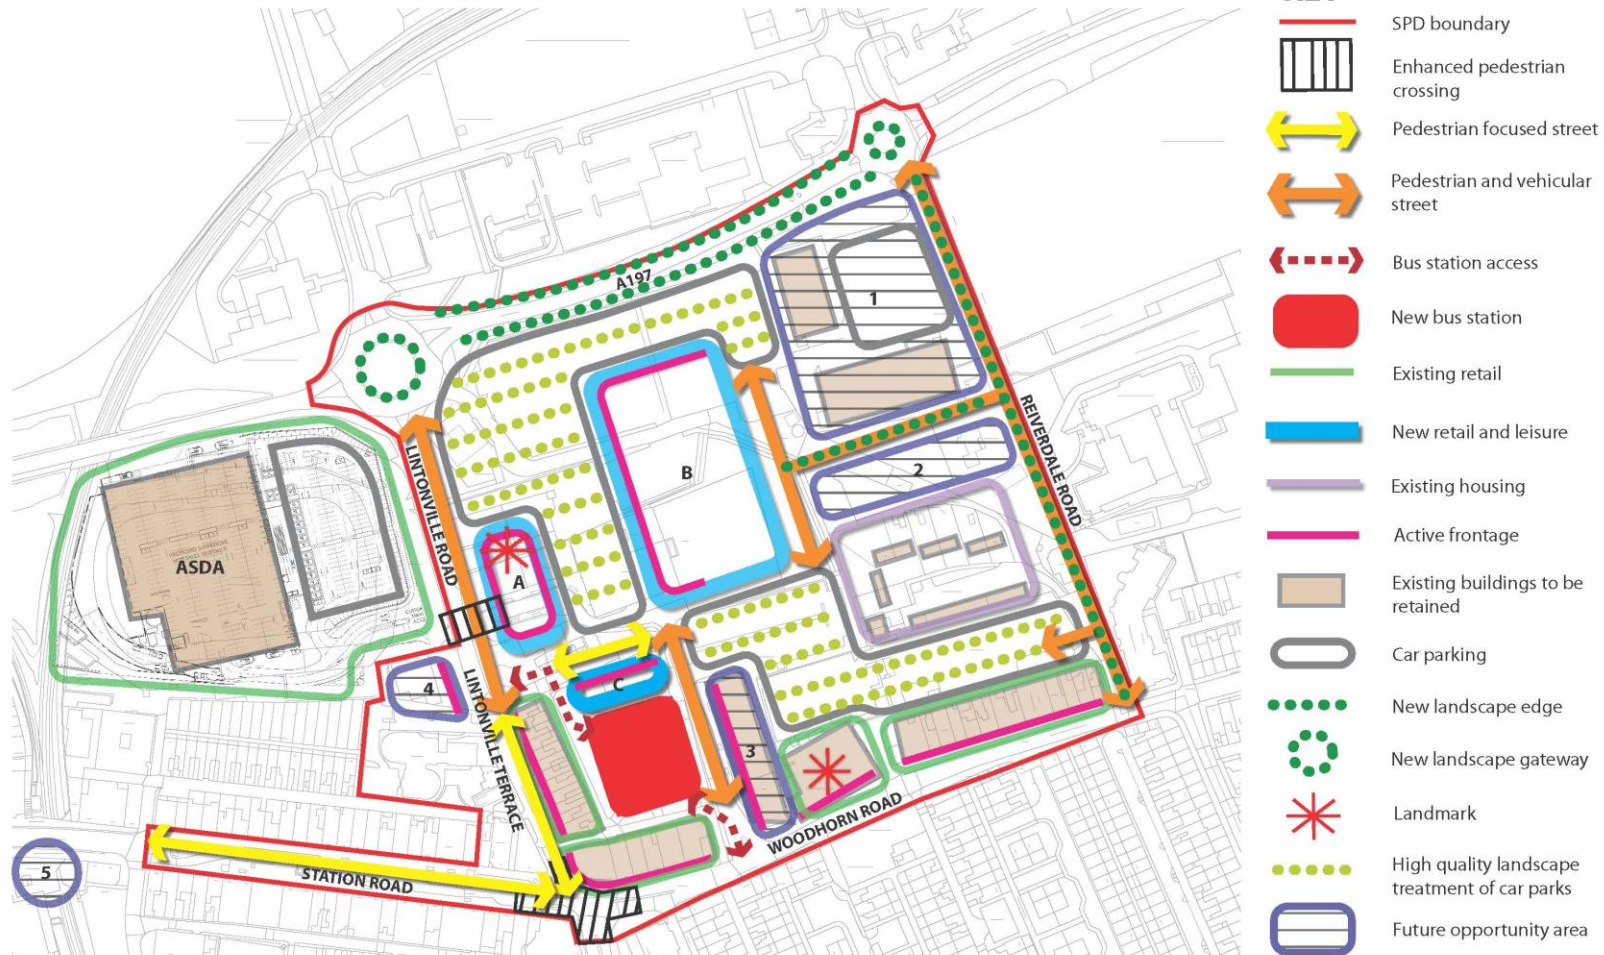 SPD boundary
Enhanced pedestrian
crossing
Pedestrian focused street
Pedestrian and vehicular
street
Bus station access
New bus station
Existing retail
New retail and leisure
Existing housing
Active frontage
Existing buildings to be
retained
Car parking
New landscape edge
New landscape gateway
Landmark
High quality landscape
treatment of car parks
Future opportunity area
A197
1
REIVERDALE ROAD
2
B
LINTONVILLE ROAD
ASDA
A
C
4
LINTONVILLE TERRACE
3
WOODHORN ROAD
5
STATION ROAD